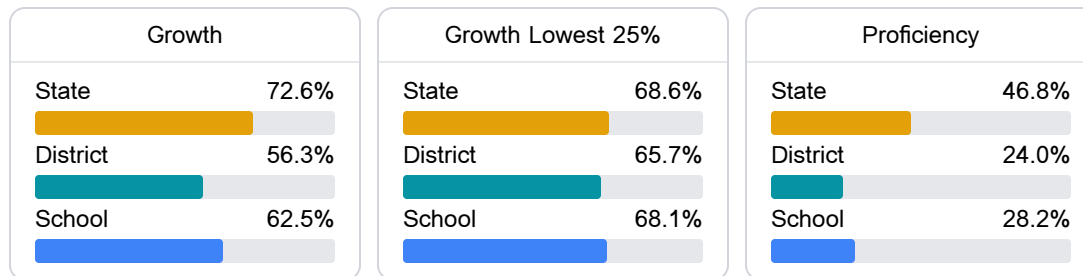 Growth
State 72.6%
District 56.3%
School 62.5%
Growth Lowest 25%
State 68.6%
District 65.7%
School 68.1%
Proficiency
State 46.8%
District 24.0%
School 28.2%